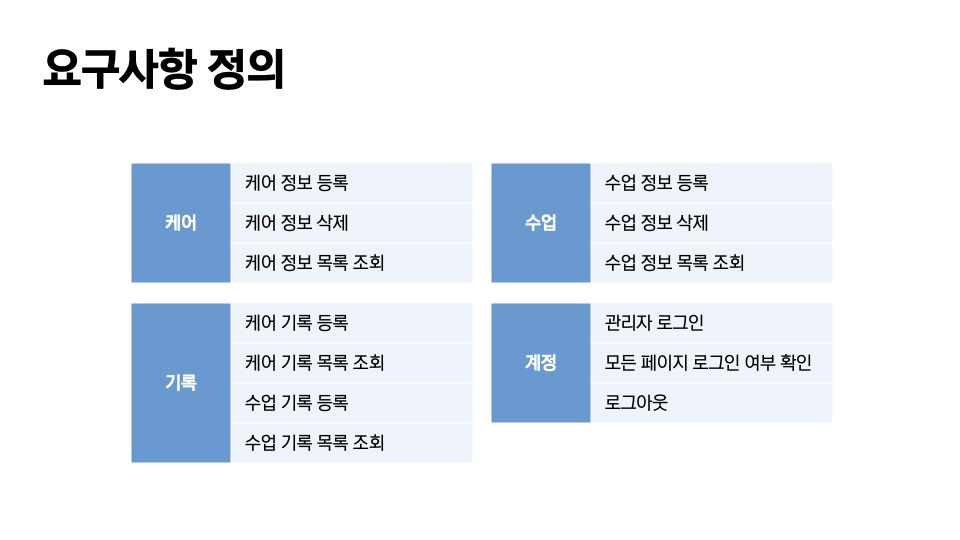 요구사항 정의
케어
케어 정보 등록
케어 정보 삭제
케어 정보 목록 조회
수업
수업 정보 등록
수업 정보 삭제
수업 정보 목록 조회
기록
케어 기록 등록
케어 기록 목록 조회
수업 기록 등록
수업 기록 목록 조회
계정
관리자 로그인
모든 페이지 로그인 여부 확인
로그아웃